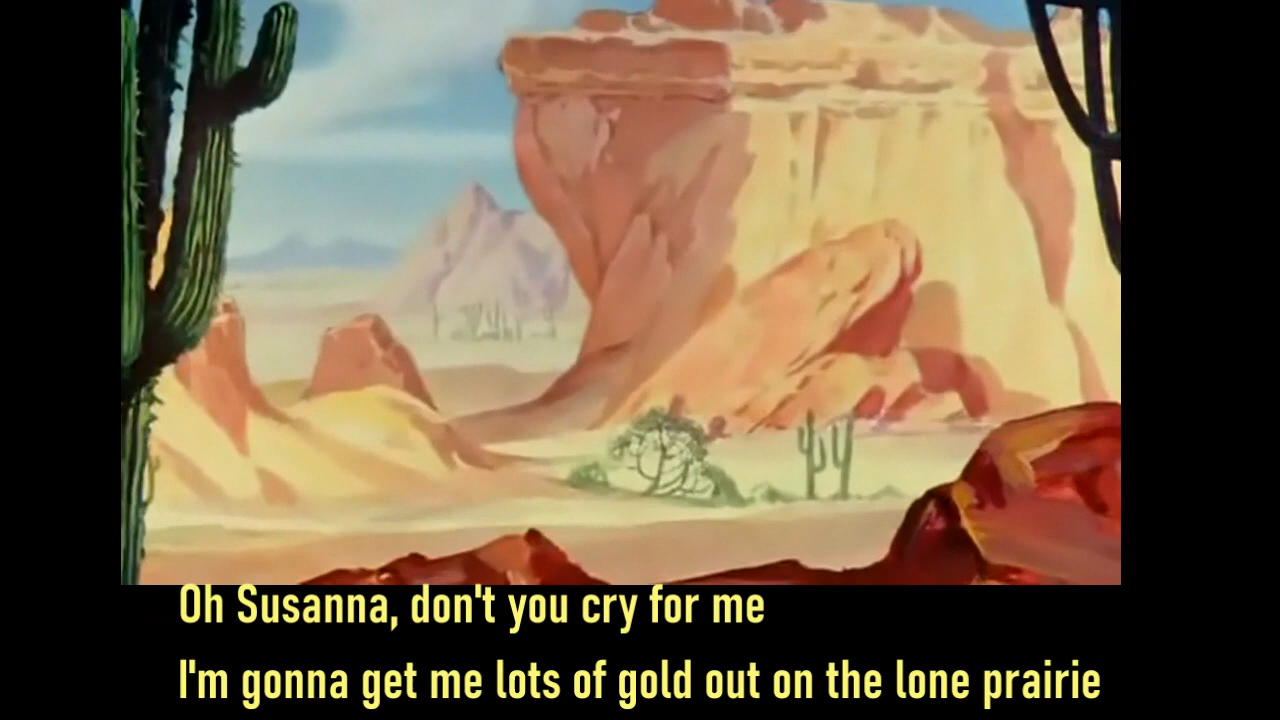 Oh Susanna, don't you cry for me
I'm gonna get me lots of gold out on the lone prairie